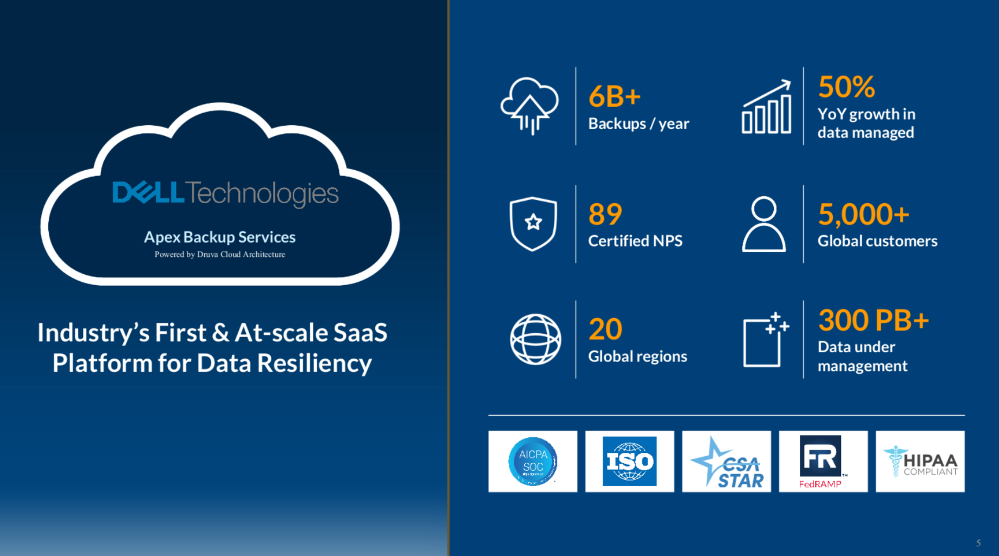 DELL Technologies
Apex Backup Services
Powered by Druva Cloud Architecture
Industry's First & At-scale SaaS
Platform for Data Resiliency
6B+
Backups / year
50%
YoY growth in
data managed
89
Certified NPS
5,000+
Global customers
20
Global regions
300 PB+
Data under
management
AICPA
SOC
ISO
CSA
STAR
FR
TM
FedRAMP
HIPAA
COMPLIANT
5